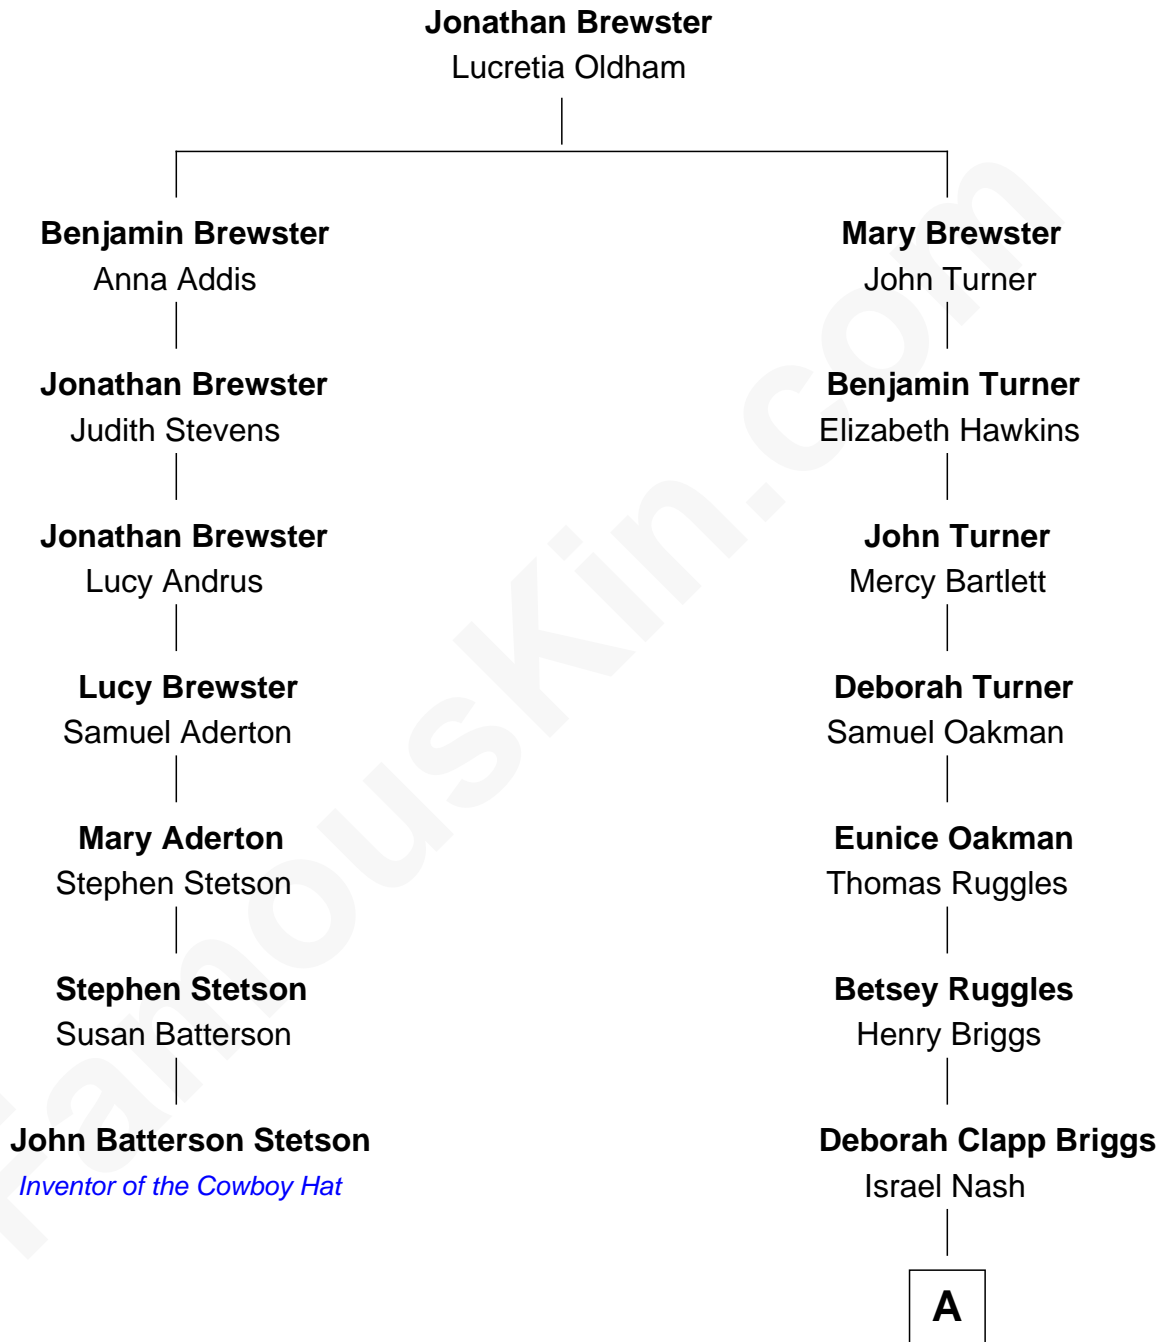 Jonathan Brewster
Lucretia Oldham
Benjamin Brewster
Anna Addis
Mary Brewster
John Turner
Jonathan Brewster
Judith Stevens
Benjamin Turner
Elizabeth Hawkins
Jonathan Brewster
Lucy Andrus
John Turner
Mercy Bartlett
Lucy Brewster
Samuel Aderton
Deborah Turner
Samuel Oakman
Mary Aderton
Stephen Stetson
Eunice Oakman
Thomas Ruggles
Stephen Stetson
Susan Batterson
Betsey Ruggles
Henry Briggs
John Batterson Stetson
Inventor of the Cowboy Hat
Deborah Clapp Briggs
Israel Nash
A
FamousKin.com